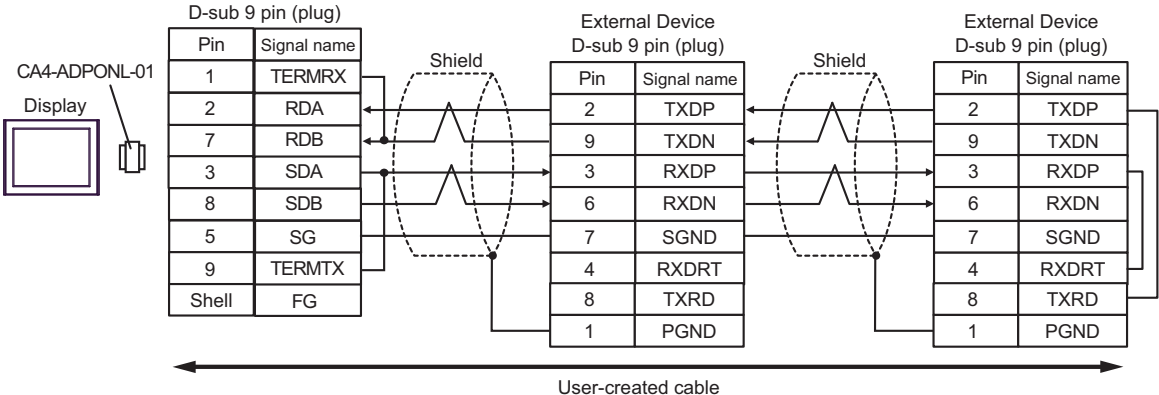 D-sub 9 pin (plug)
Pin Signal name
1 TERMRX
2 RDA
7 RDB
3 SDA
8 SDB
5 SG
9 TERMTX
Shell FG
CA4-ADPONL-01
Display
Shield
External Device
D-sub 9 pin (plug)
Pin Signal name
2 TXDP
9 TXDN
3 RXDP
6 RXDN
7 SGND
4 RXDRT
8 TXRD
1 PGND
Shield
External Device
D-sub 9 pin (plug)
Pin Signal name
2 TXDP
9 TXDN
3 RXDP
6 RXDN
7 SGND
4 RXDRT
8 TXRD
1 PGND
User-created cable